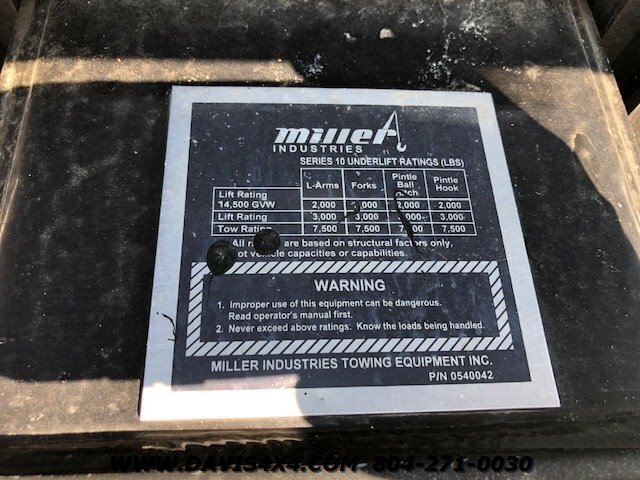 miller
INDUSTRIES
SERIES 10 UNDERLIFT RATINGS (LBS)
L-Arms Forks Pintle Ball Pintle Hook
Lift Rating 14,500 GVW 2,000 2,000 2,000
Lift Rating 3,000 3,000 3,000
Tow Rating 7,500 7,500 7,500
All are based on structural factors only,
vehicle capacities or capabilities.
WARNING
1. Improper use of this equipment can be dangerous.
Read operator's manual first.
2. Never exceed above ratings. Know the loads being handled.
MILLER INDUSTRIES TOWING EQUIPMENT INC.
P/N 0540042
WWW.DAVIS4X4.COM 804-271-0030